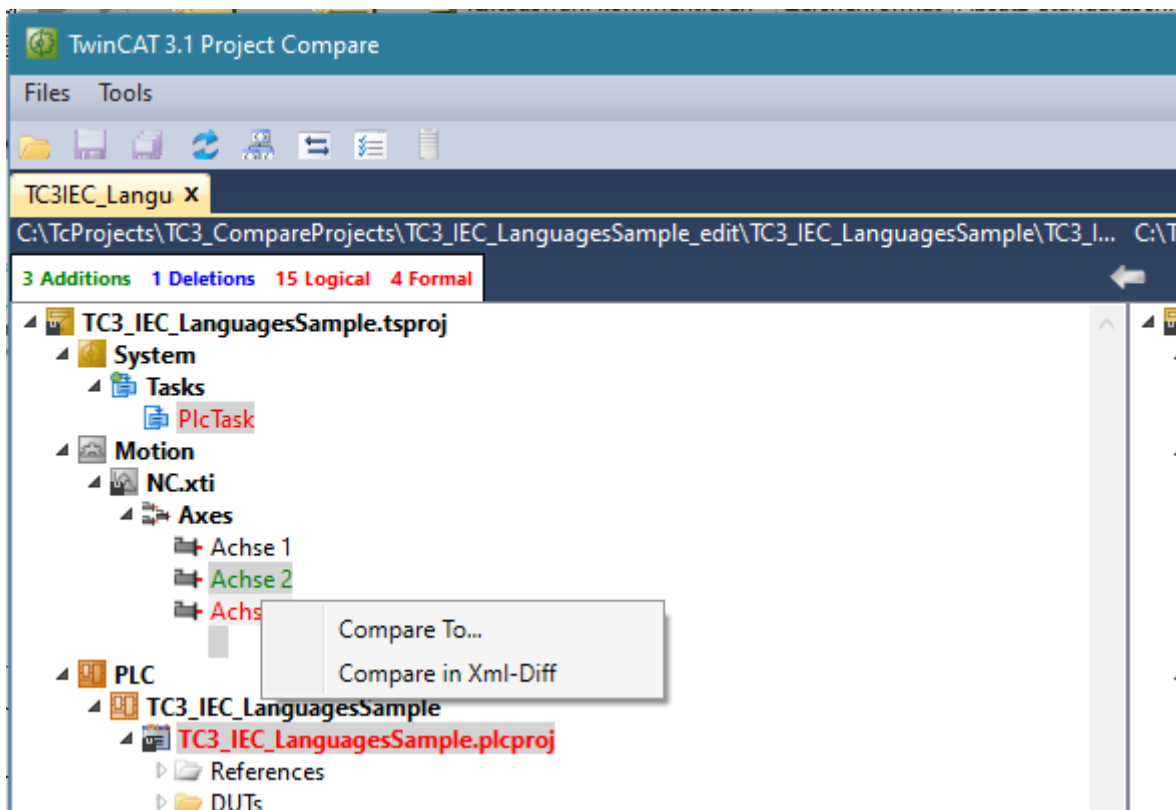 TwinCAT 3.1 Project Compare
Files Tools
TC3IEC_Langu X
C:\TcProjects\TC3_CompareProjects\TC3_IEC_LanguagesSample_edit\TC3_IEC_LanguagesSample\TC3_I... C:\T
3 Additions 1 Deletions 15 Logical 4 Formal
TC3_IEC_LanguagesSample.tsproj
System
Tasks
PlcTask
Motion
NC.xti
Axes
Achse 1
Achse 2
Achs
Compare To...
Compare in Xml-Diff
PLC
TC3_IEC_LanguagesSample
TC3_IEC_LanguagesSample.plcproj
References
DUTs